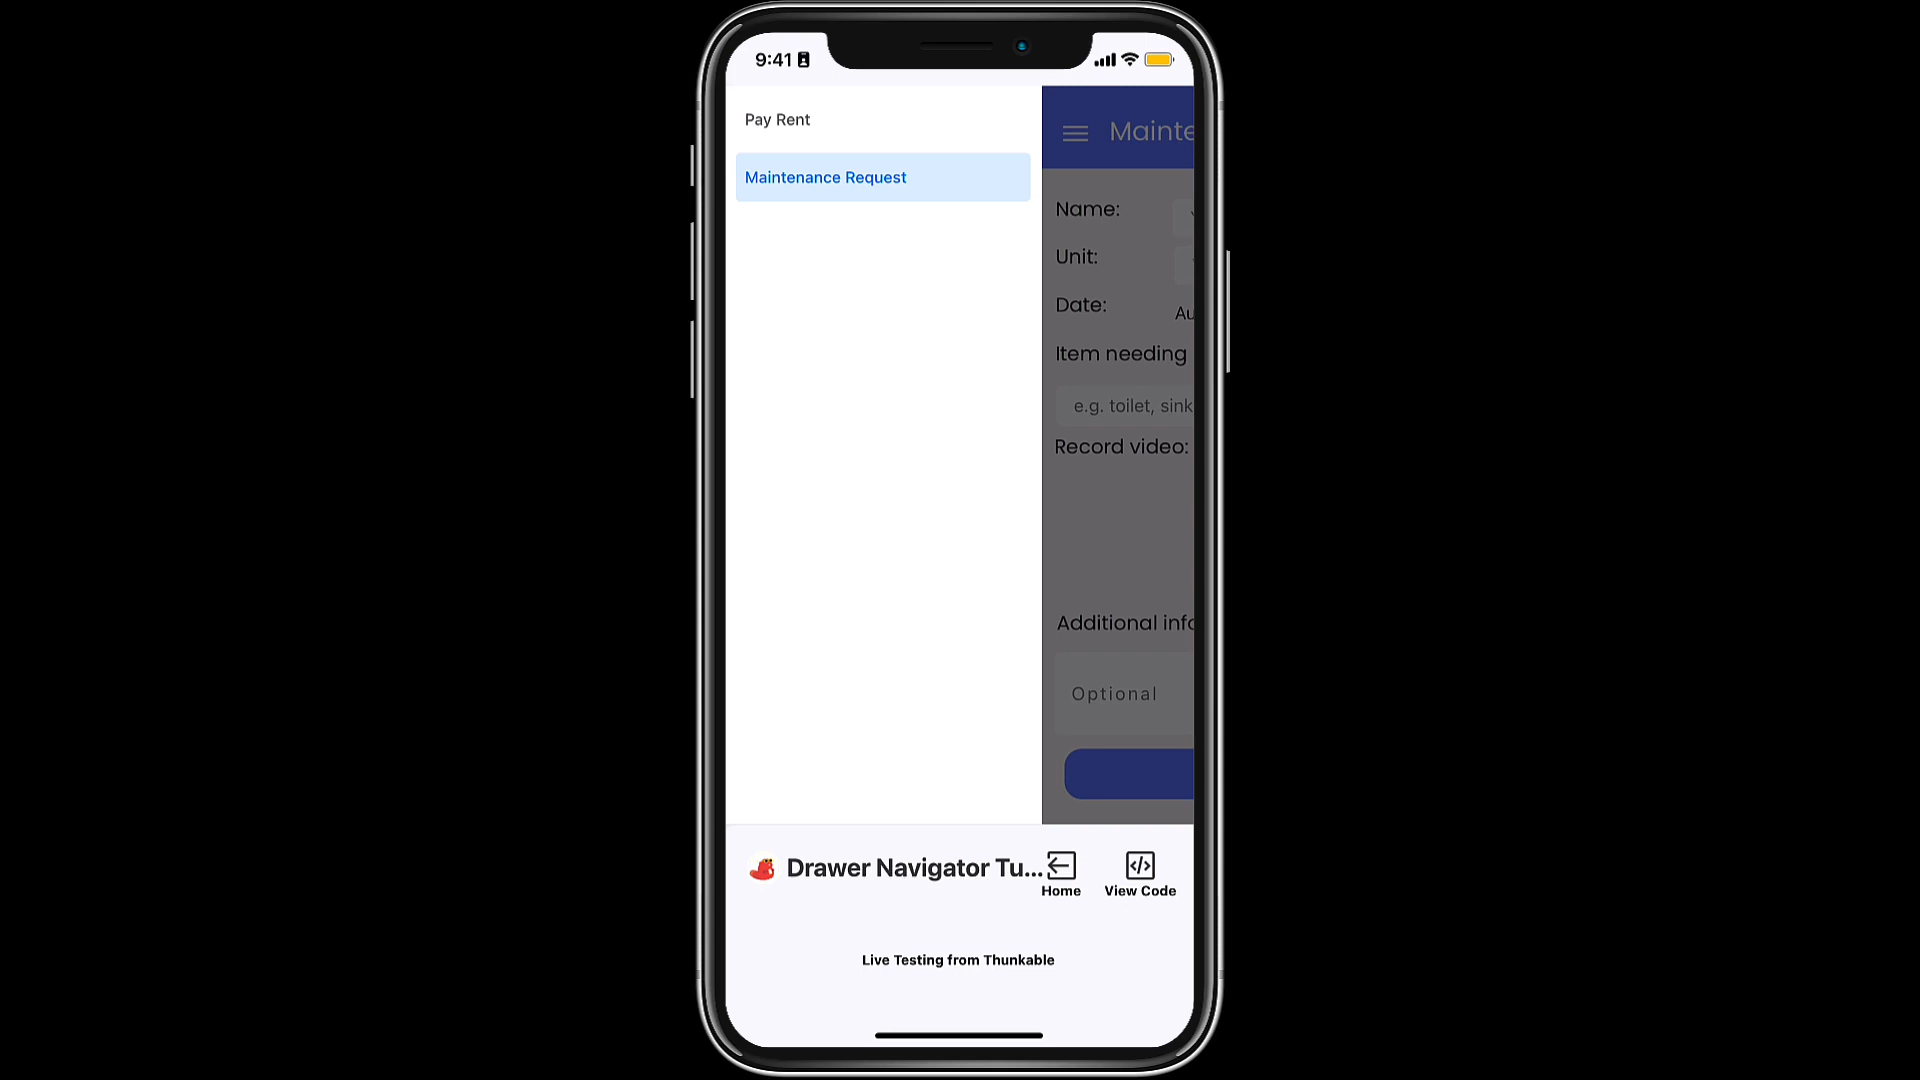 9:41
Pay Rent
Maintenance Request
Mainte
Name:
Unit:
Date:
Au
Item needing
e.g. toilet, sink
Record video:
Additional info
Optional
Drawer Navigator Tu...
Home
View Code
Live Testing from Thunkable